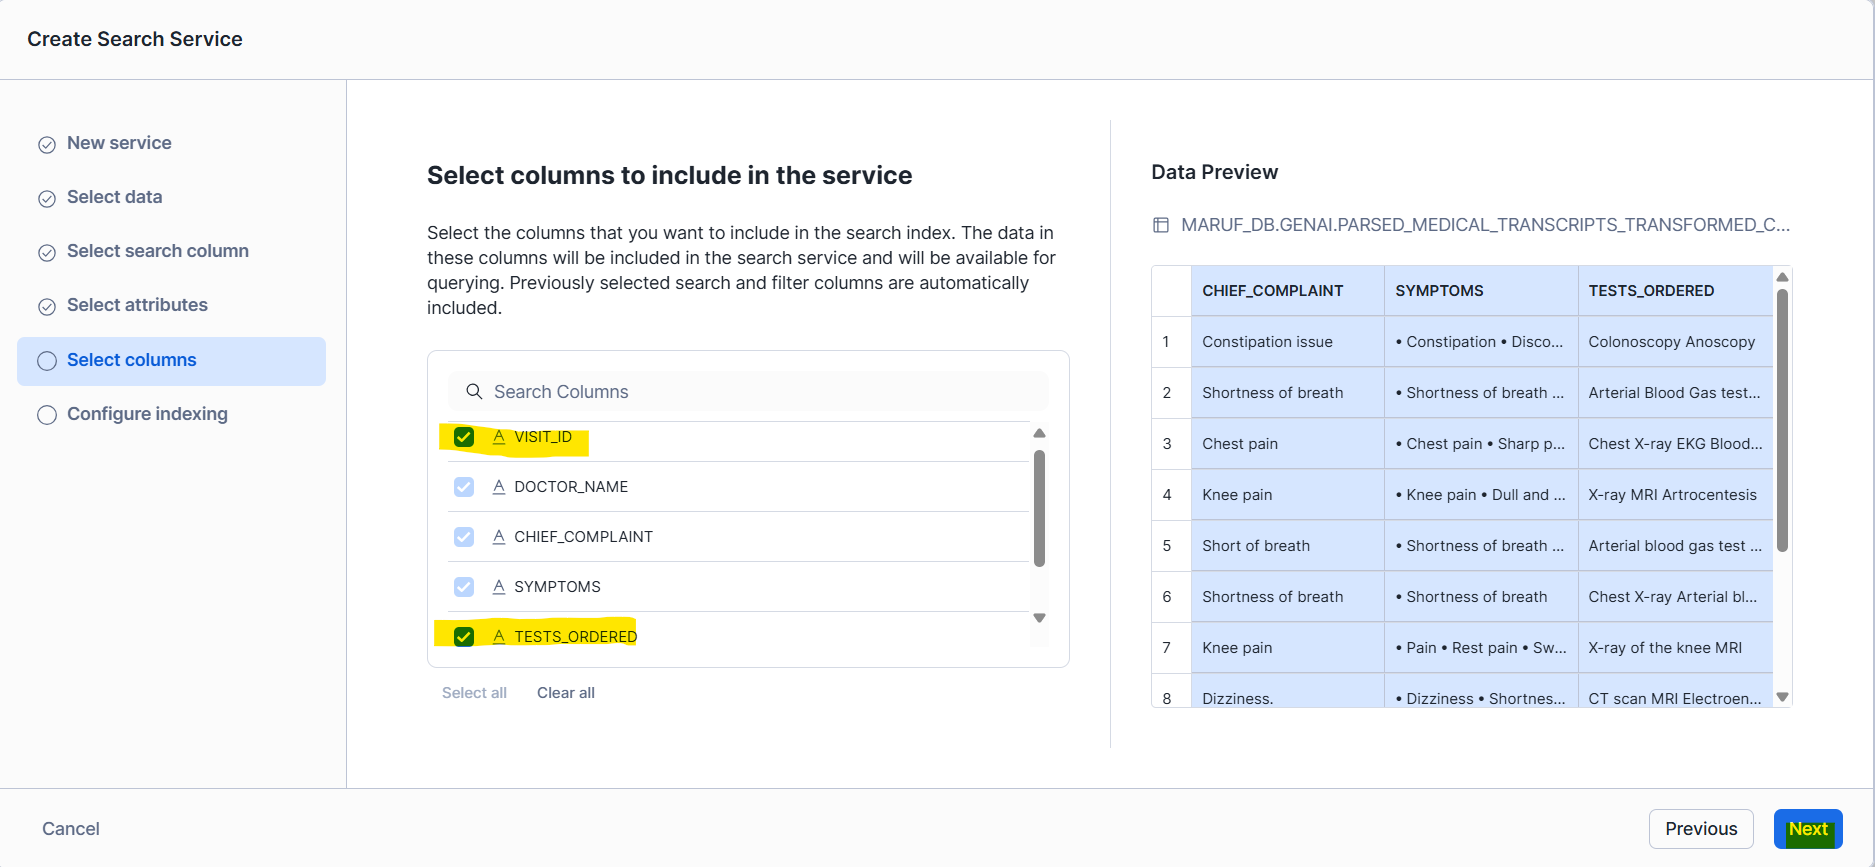 Create Search Service
New service
Select data
Select search column
Select attributes
Select columns
Configure indexing
Select columns to include in the service
Select the columns that you want to include in the search index. The data in
these columns will be included in the search service and will be available for
querying. Previously selected search and filter columns are automatically
included.
Search Columns
A VISIT_ID
A DOCTOR_NAME
A CHIEF_COMPLAINT
A SYMPTOMS
A TESTS_ORDERED
Select all Clear all
Data Preview
MARUF_DB.GENAI.PARSED_MEDICAL_TRANSCRIPTS_TRANSFORMED_C...
CHIEF_COMPLAINT SYMPTOMS TESTS_ORDERED
1 Constipation issue • Constipation • Disco... Colonoscopy Anoscopy
2 Shortness of breath • Shortness of breath ... Arterial Blood Gas test...
3 Chest pain • Chest pain • Sharp p... Chest X-ray EKG Blood...
4 Knee pain • Knee pain • Dull and ... X-ray MRI Artrocentesis
5 Short of breath • Shortness of breath ... Arterial blood gas test ...
6 Shortness of breath • Shortness of breath Chest X-ray Arterial bl...
7 Knee pain • Pain • Rest pain • Sw... X-ray of the knee MRI
8 Dizziness. • Dizziness • Shortnes... CT scan MRI Electroen...
Cancel
Previous
Next